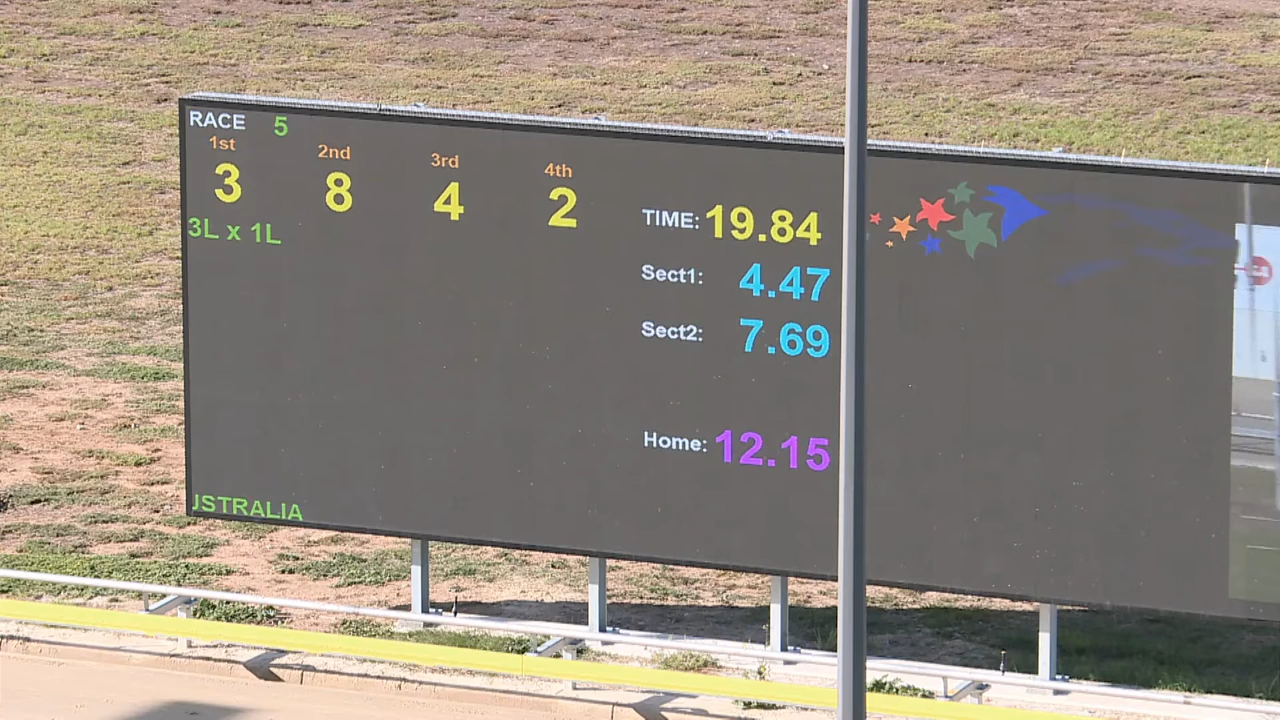 RACE 5
1st 2nd 3rd 4th
3 8 4 2
3L x 1L
TIME: 19.84
Sect1: 4.47
Sect2: 7.69
Home: 12.15
JSTRALIA